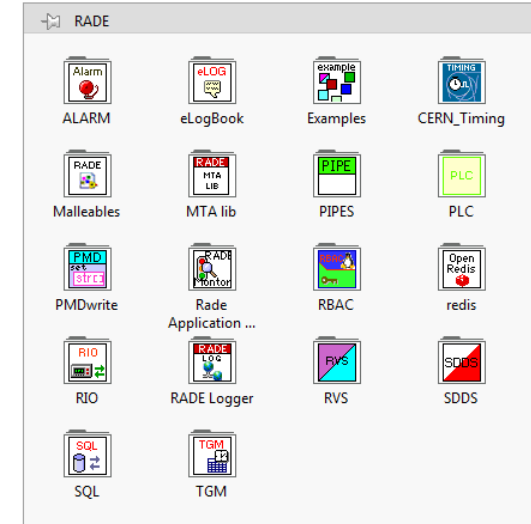 RADE
Alarm
eLOG
example
TIMING
ALARM
eLogBook
Examples
CERN_Timing
RADE
RADE
MTA
LIB
PIPE
PLC
Malleables
MTA lib
PIPES
PLC
PMD
set
RADE
Montor
RBAC
Open
Redis
PMDwrite
Rade
Application ...
RBAC
redis
RIO
RADE
LOG
RVS
SDDS
RIO
RADE Logger
RVS
SDDS
SQL
TGM
SQL
TGM